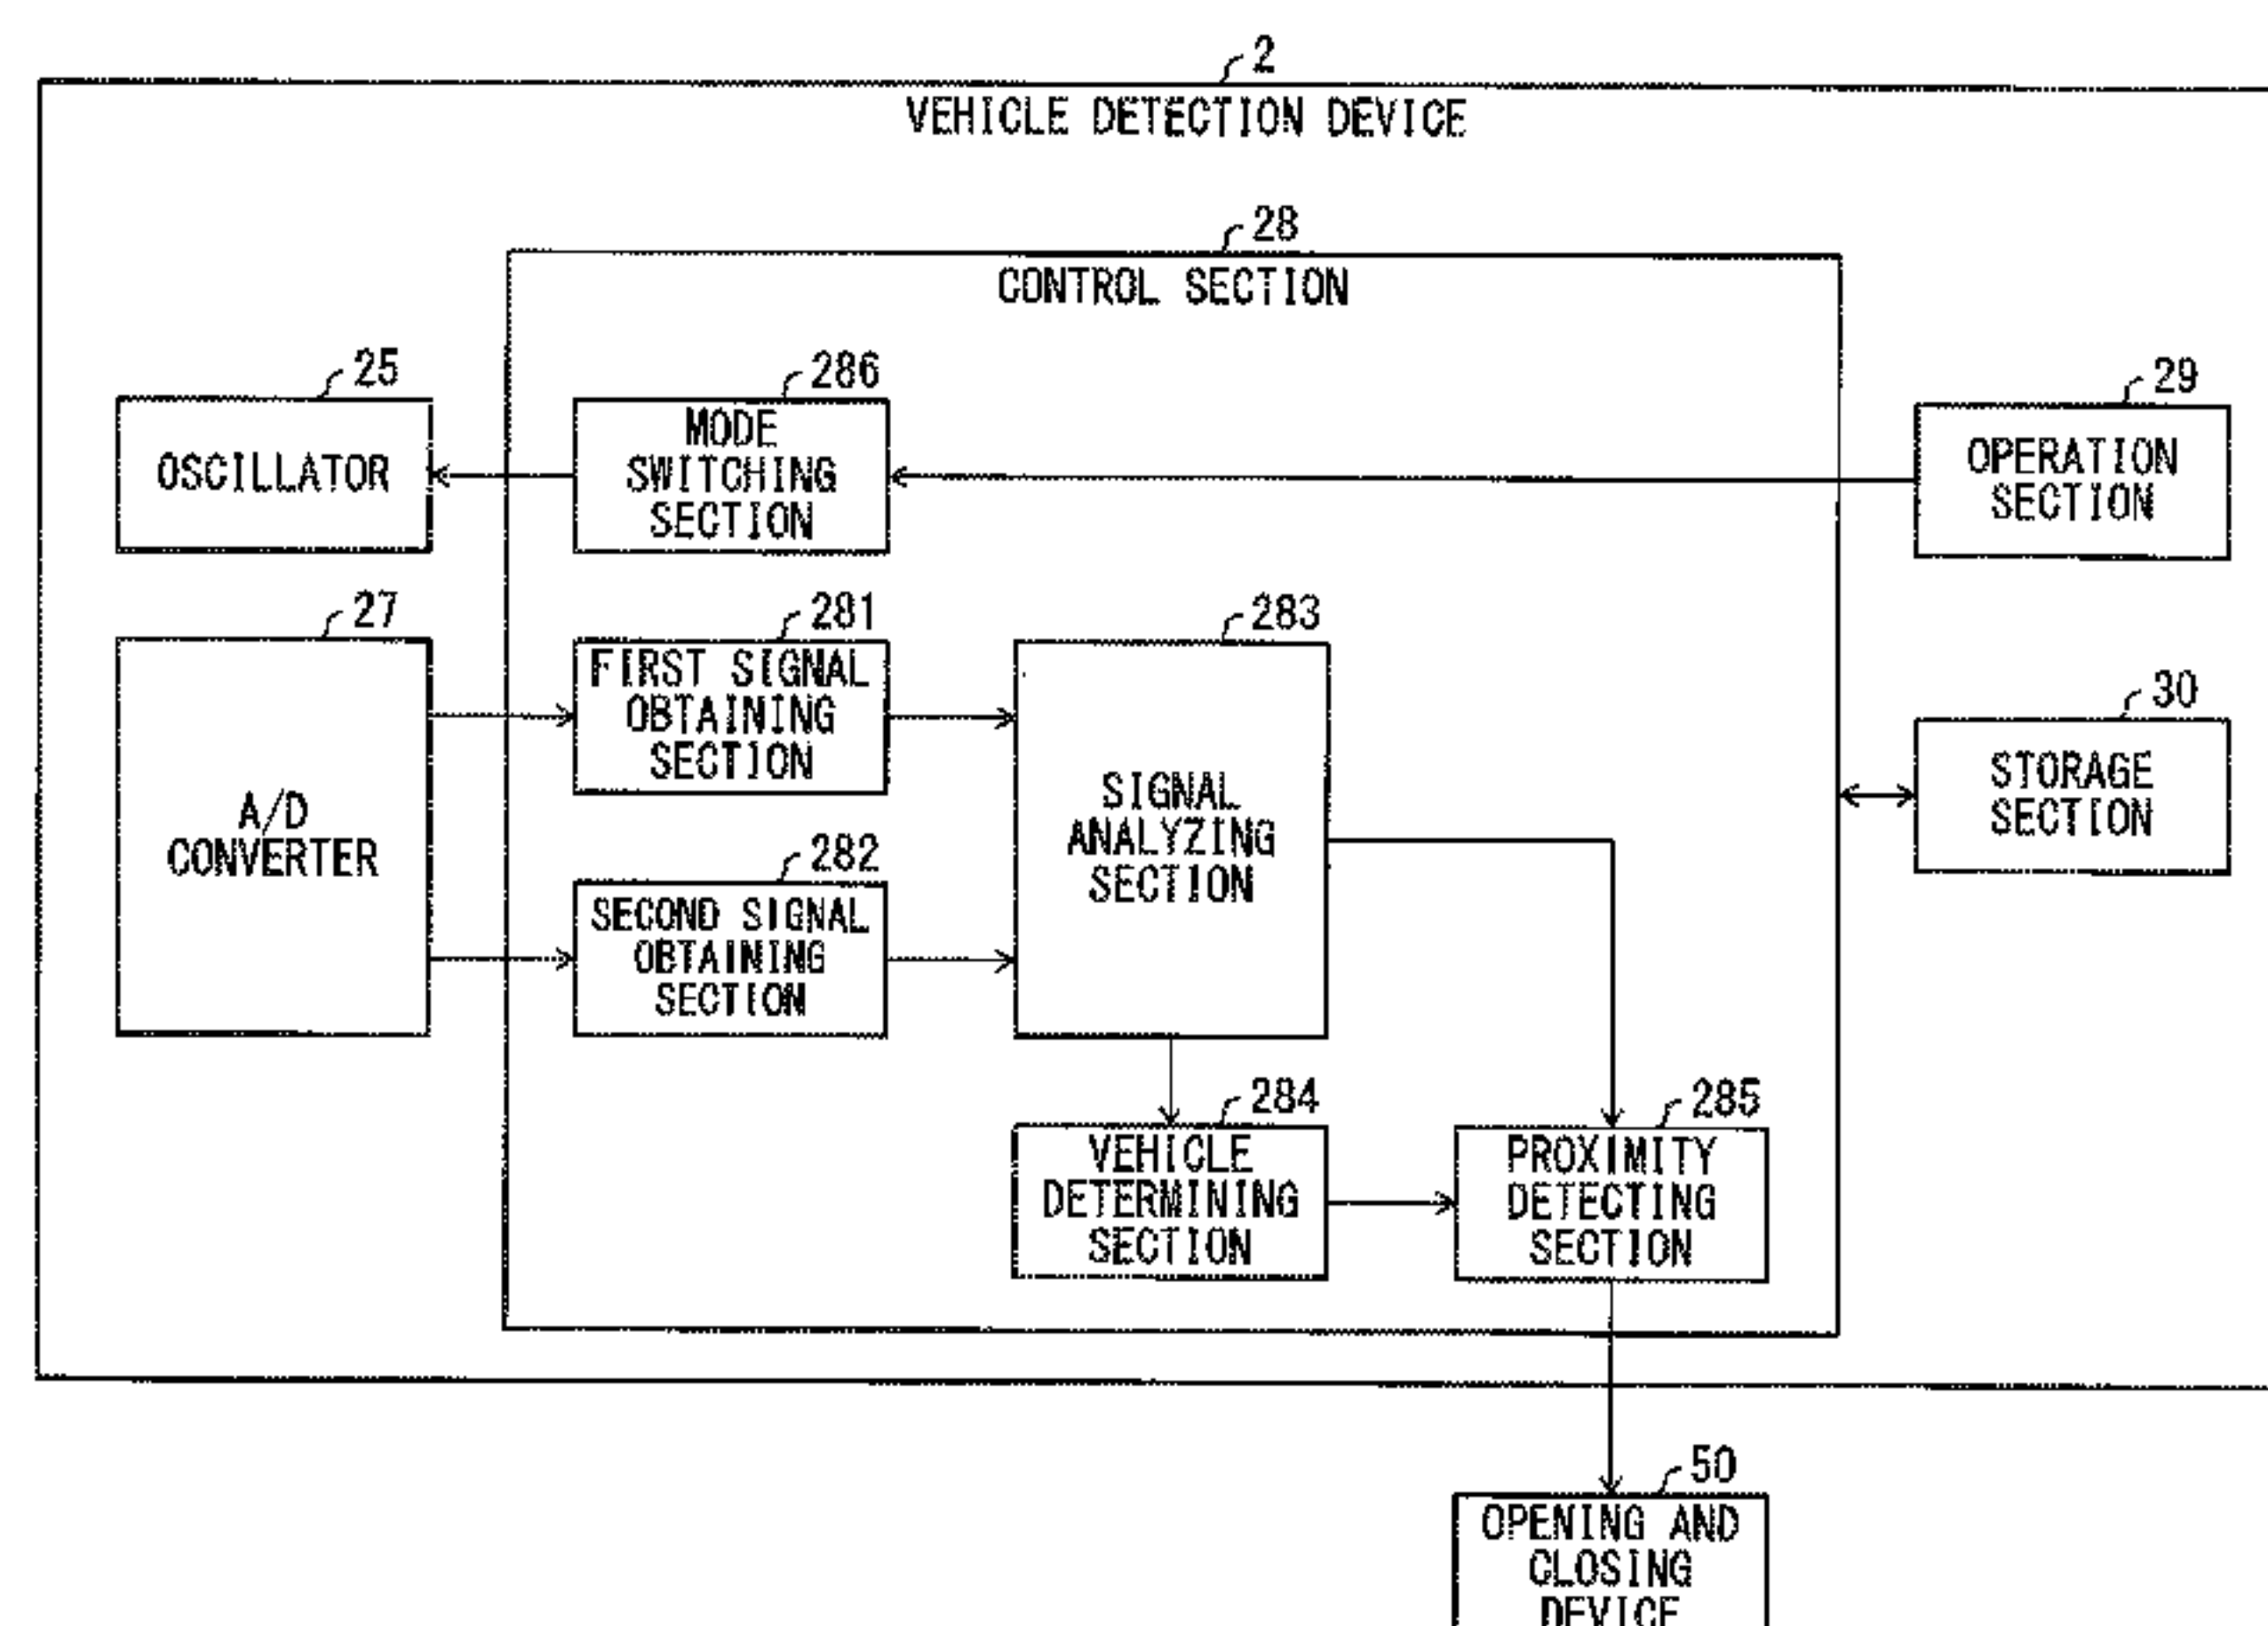 2
VEHICLE DETECTION DEVICE
28
CONTROL SECTION
25
OSCILLATOR
286
MODE
SWITCHING
SECTION
29
OPERATION
SECTION
27
A/D
CONVERTER
281
FIRST SIGNAL
OBTAINING
SECTION
283
SIGNAL
ANALYZING
SECTION
30
STORAGE
SECTION
282
SECOND SIGNAL
OBTAINING
SECTION
284
VEHICLE
DETERMINING
SECTION
285
PROXIMITY
DETECTING
SECTION
50
OPENING AND
CLOSING
DEVICE